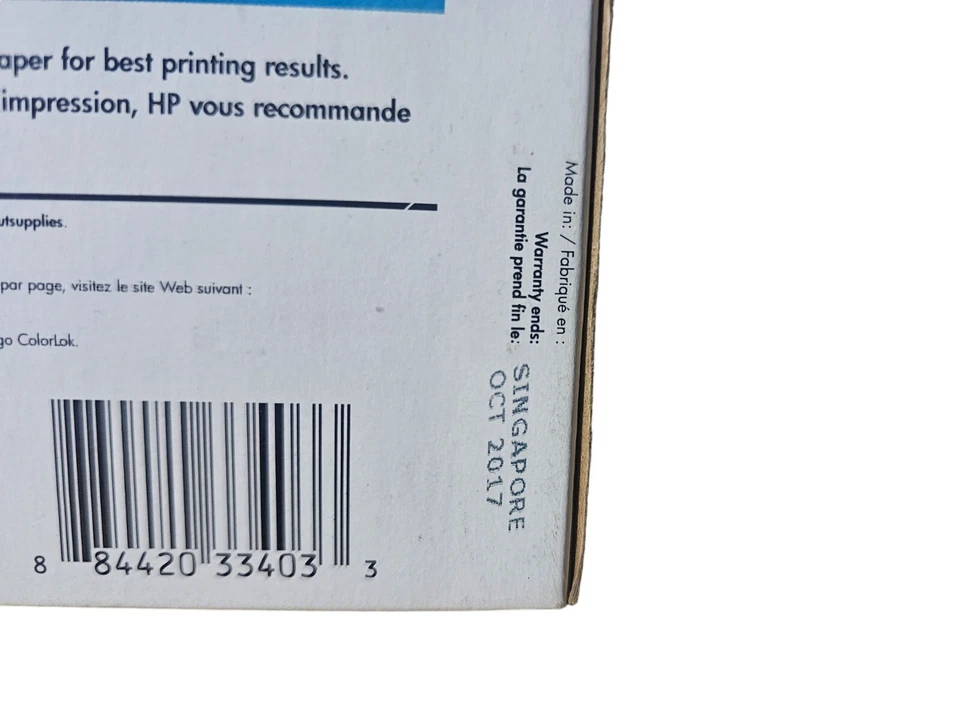 aper for best printing results.
impression, HP vous recommande
utsupplies.
par page, visitez le site Web suivant :
go ColorLok.
Made in: / Fabriqué en :
Warranty ends:
La garantie prend fin le:
SINGAPORE
OCT 2017
8 84420 33403 3